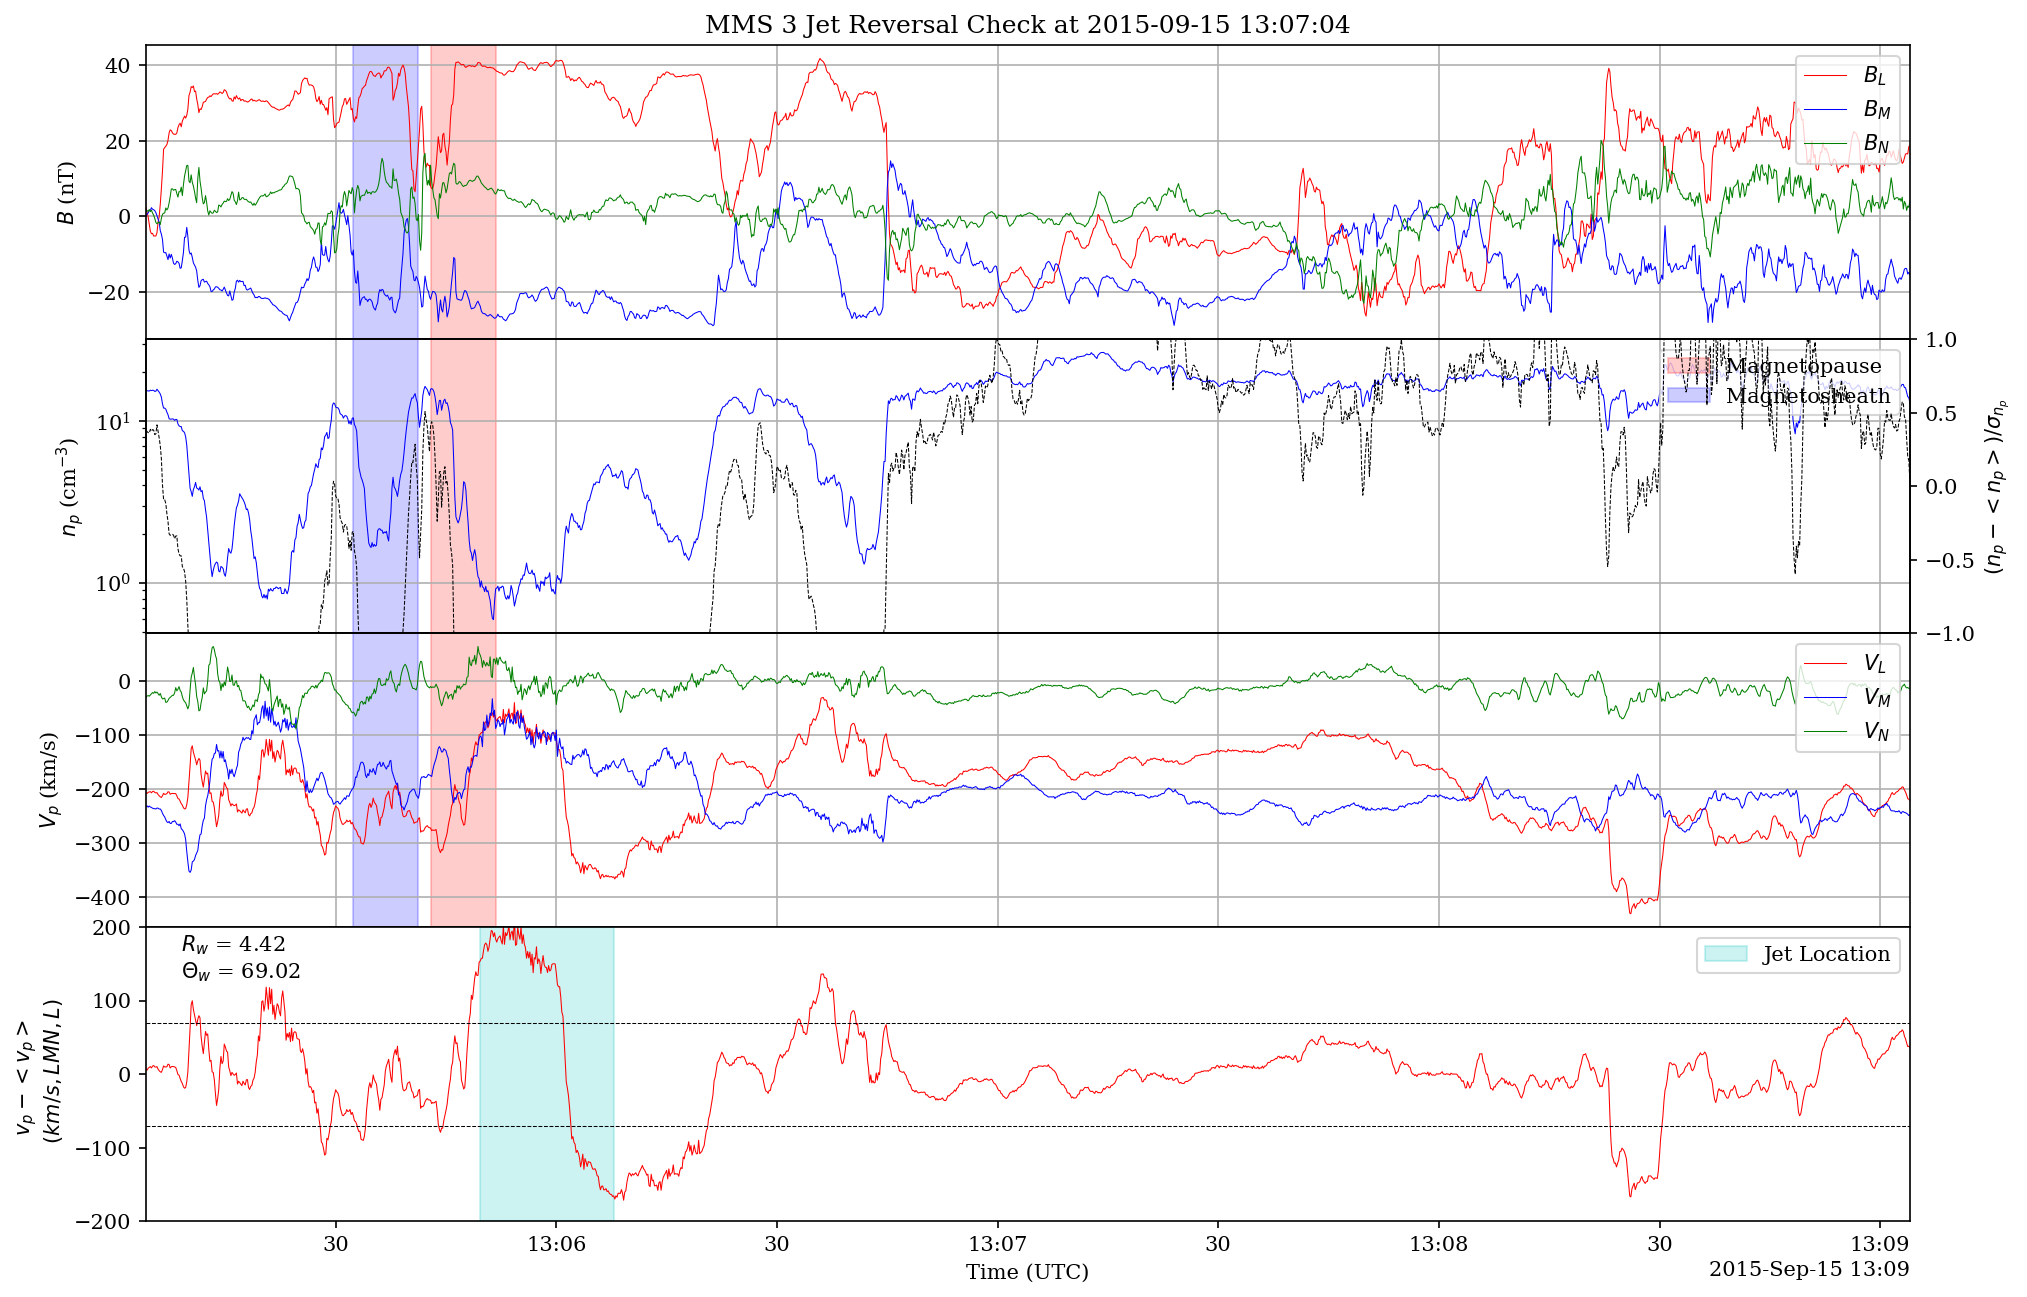 MMS 3 Jet Reversal Check at 2015-09-15 13:07:04
40
20
0
−20
B (nT)
B_L
B_M
B_N
10^1
10^0
n_p (cm^{−3})
1.0
0.5
0.0
−0.5
−1.0
(n_p − < n_p >)/σ_{n_p}
Magnetopause
Magnetosheath
0
−100
−200
−300
−400
V_p (km/s)
V_L
V_M
V_N
200
100
0
−100
−200
v_p − < v_p >
(km/s, LMN, L)
R_w = 4.42
Θ_w = 69.02
Jet Location
30
13:06
30
13:07
30
13:08
30
13:09
Time (UTC)
2015-Sep-15 13:09